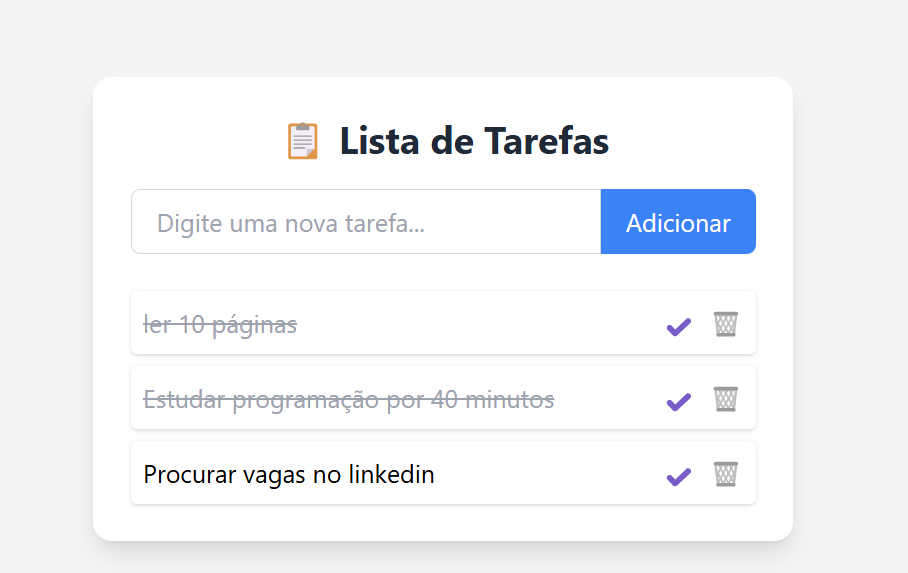 Lista de Tarefas
Digite uma nova tarefa...
Adicionar
ler 10 páginas
Estudar programação por 40 minutos
Procurar vagas no linkedin